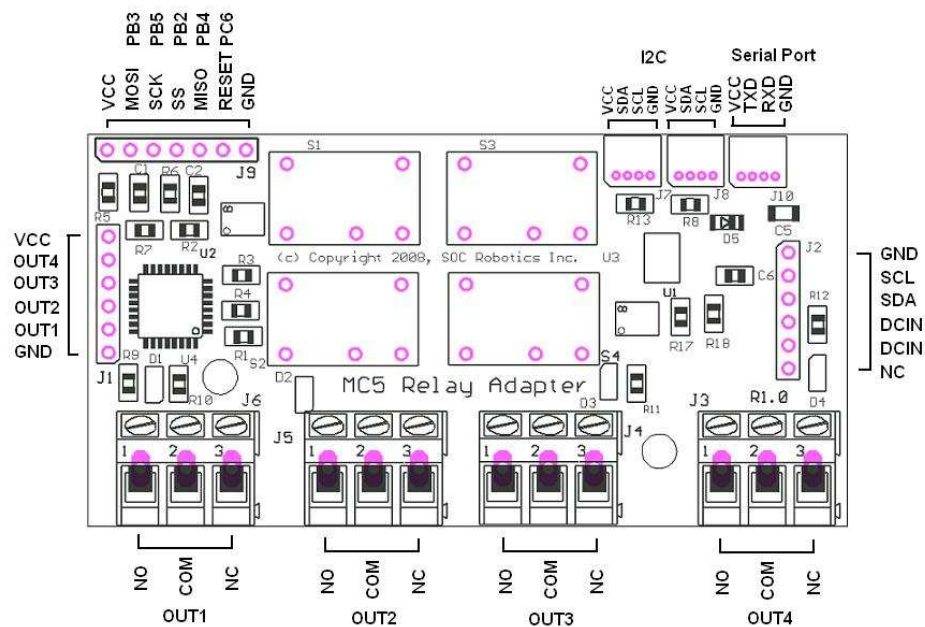 PB3
PB5
PB2
PB4
PC6
VCC
MOSI
SCK
SS
MISO
RESET
GND
I2C
Serial Port
VCC
SDA
SCL
GND
VCC
SDA
SCL
GND
VCC
TXD
RXD
GND
S1
S3
J9
C1
R6
C2
J7
J8
J10
R5
R7
R2
U2
R13
R8
D5
C5
(c) Copyright 2008, SOC Robotics Inc.
U3
J2
VCC
OUT4
OUT3
OUT2
OUT1
GND
R3
R4
R1
S2
U1
C6
R12
R17
R18
GND
SCL
SDA
DCIN
DCIN
NC
J1
R9
D1
U4
R10
D2
MC5 Relay Adapter
S4
D3
R11
R1.0
D4
J6
J5
J4
J3
1 2 3
1 2 3
1 2 3
1 2 3
NO
COM
NC
NO
COM
NC
NO
COM
NC
NO
COM
NC
OUT1
OUT2
OUT3
OUT4